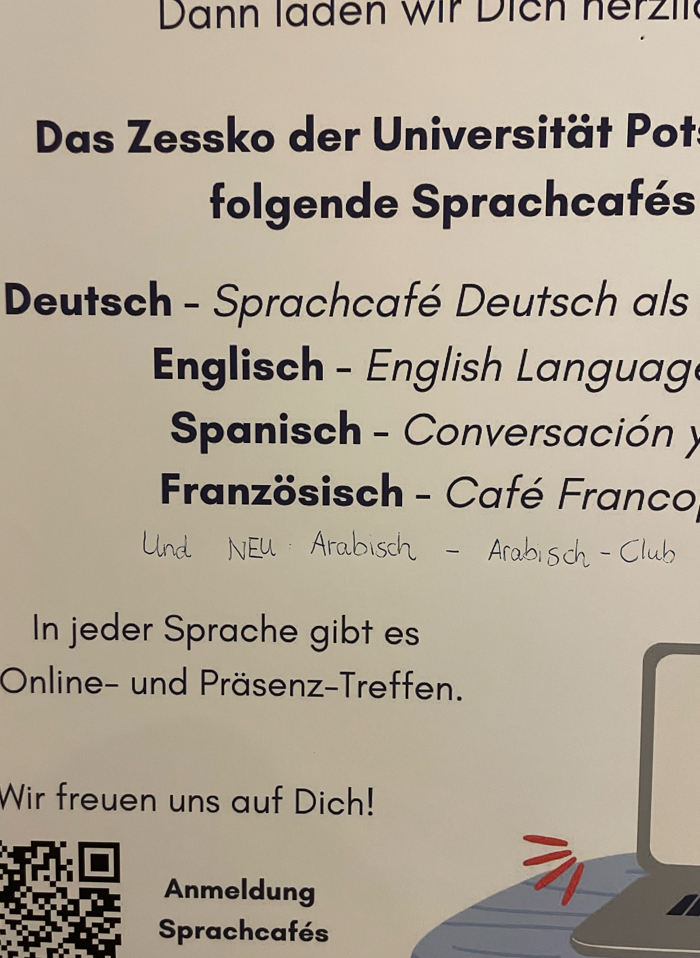 Dann laden wir Dich
Das Zessko der Universität
folgende Sprachcafés
Deutsch - Sprachcafé Deutsch als
Englisch - English
Spanisch - Conversación y
Französisch - Café
Und NEU: Arabisch - Arabisch-Club
In jeder Sprache gibt es
Online- und Präsenz-Treffen.
Wir freuen uns auf Dich!
Anmeldung
Sprachcafés